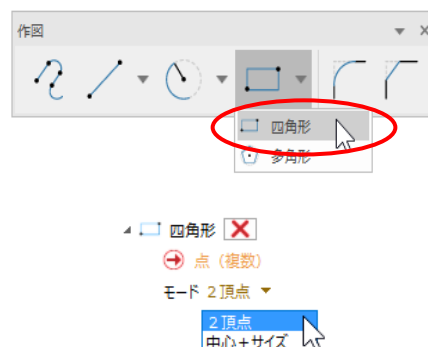 作図
四角形
多角形
四角形
点（複数）
モード 2頂点
2頂点
中心＋サイズ